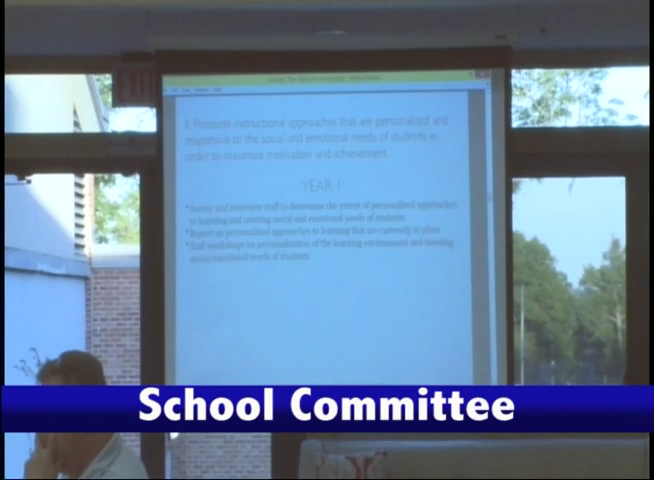 II. Promote instructional approaches that are personalized and
responsive to the social and emotional needs of students in
order to maximize motivation and achievement
YEAR 1
*Survey and interview staff to determine the extent of personalized approaches
to learning and meeting social and emotional needs of students
*Report on personalized approaches to learning that are currently in place
*Staff workshops on personalization of the learning environment and meeting
social/emotional needs of students
School Committee